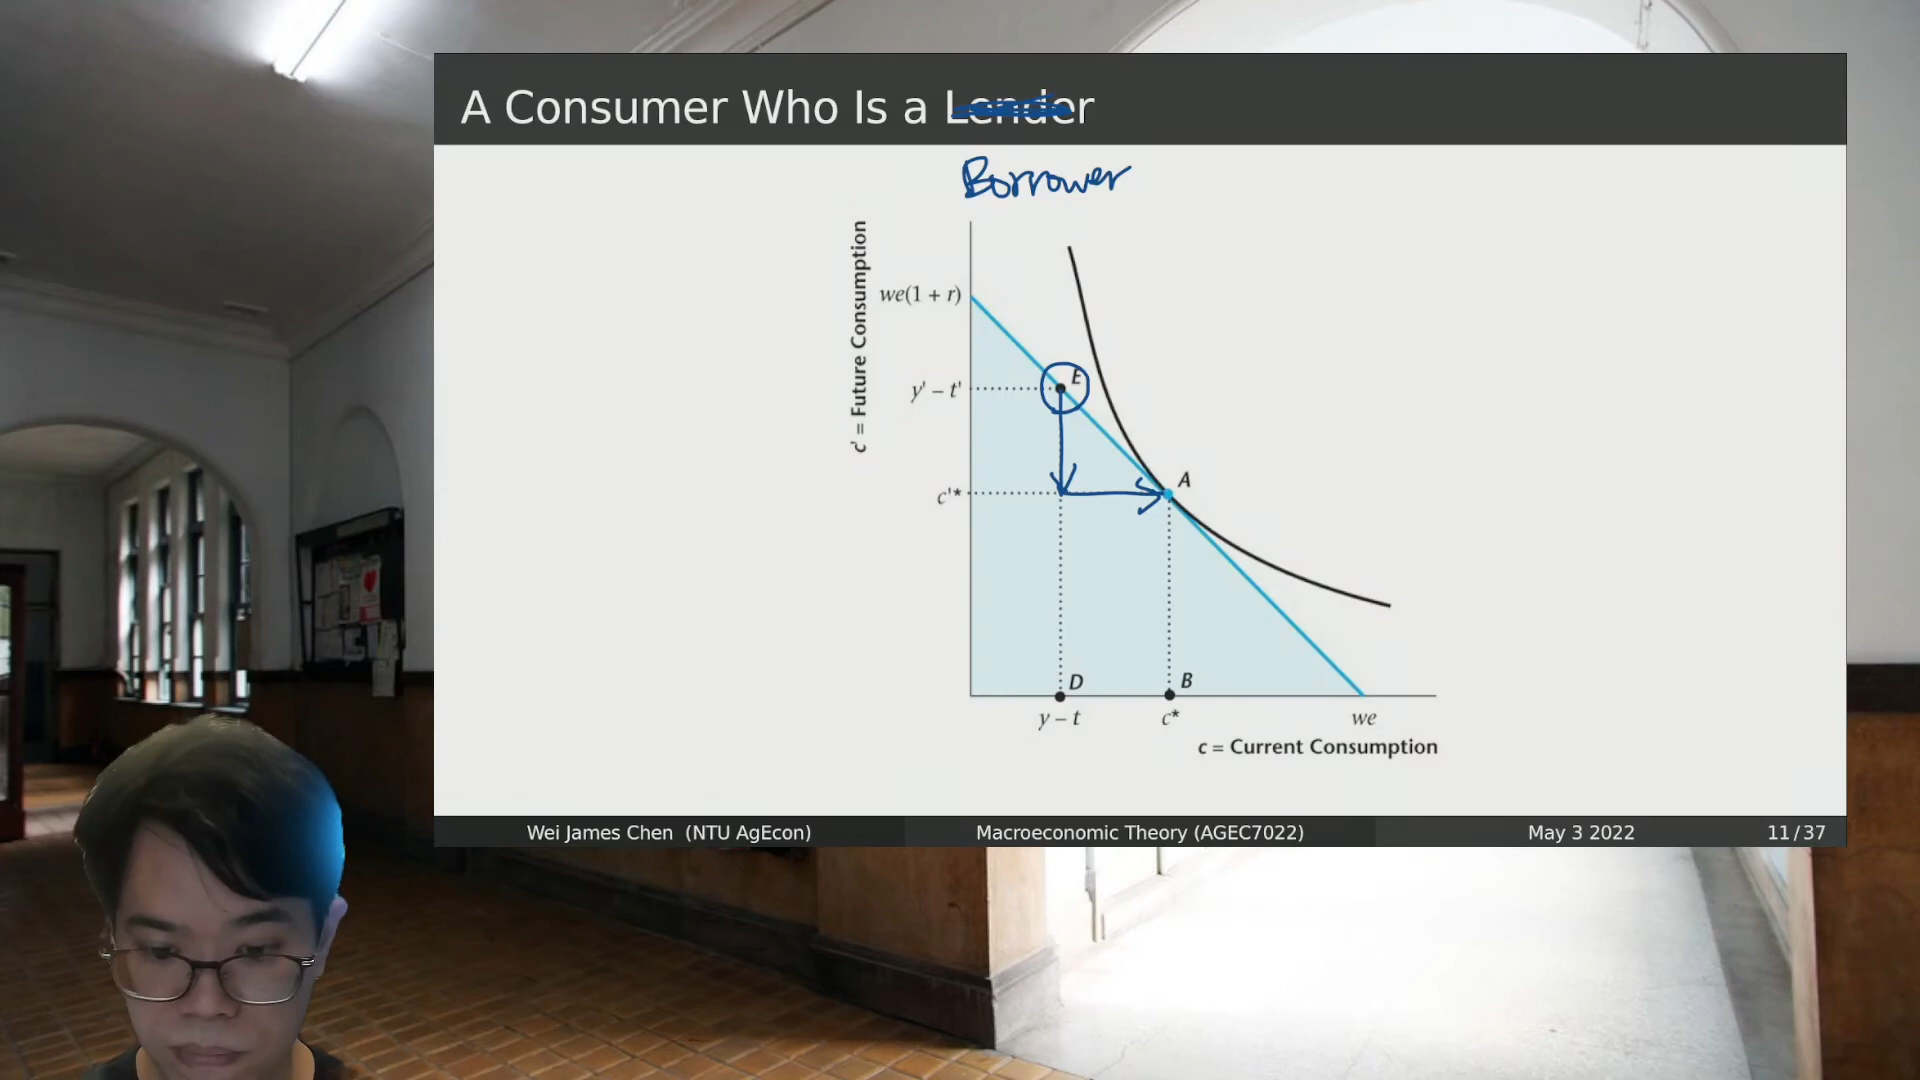 A Consumer Who Is a Lender
Borrower
c' = Future Consumption
we(1 + r)
y' – t'
E
A
c'*
D
B
y – t
c*
we
c = Current Consumption
Wei James Chen (NTU AgEcon) Macroeconomic Theory (AGEC7022) May 3 2022 11/37